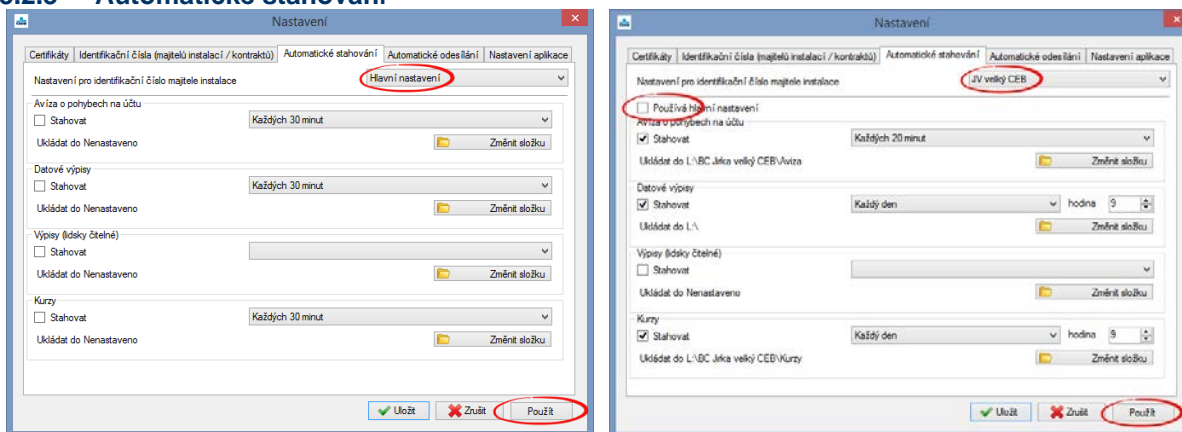 Automatické stahování
Nastavení
Certifikáty Identifikační čísla (majitelů instalací / kontraktů) Automatické stahování Automatické odesílání Nastavení aplikace
Nastavení pro identifikační číslo majitele instalace Hlavní nastavení
Avíza o pohybech na účtu
Stahovat Každých 30 minut
Ukládat do Nenastaveno Změnit složku
Datové výpisy
Stahovat Každých 30 minut
Ukládat do Nenastaveno Změnit složku
Výpisy (lidsky čitelné)
Stahovat
Ukládat do Nenastaveno Změnit složku
Kurzy
Stahovat Každých 30 minut
Ukládat do Nenastaveno Změnit složku
Uložit Zrušit Použít
Nastavení
Certifikáty Identifikační čísla (majitelů instalací / kontraktů) Automatické stahování Automatické odesílání Nastavení aplikace
Nastavení pro identifikační číslo majitele instalace JV velký CEB
Používá hlavní nastavení
Avíza o pohybech na účtu
Stahovat Každých 20 minut
Ukládat do L:\BC Jirka velký CEB\Aviza Změnit složku
Datové výpisy
Stahovat Každý den hodina 9
Ukládat do L:\ Změnit složku
Výpisy (lidsky čitelné)
Stahovat
Ukládat do Nenastaveno Změnit složku
Kurzy
Stahovat Každý den hodina 9
Ukládat do L:\BC Jirka velký CEB\Kurzy Změnit složku
Uložit Zrušit Použít